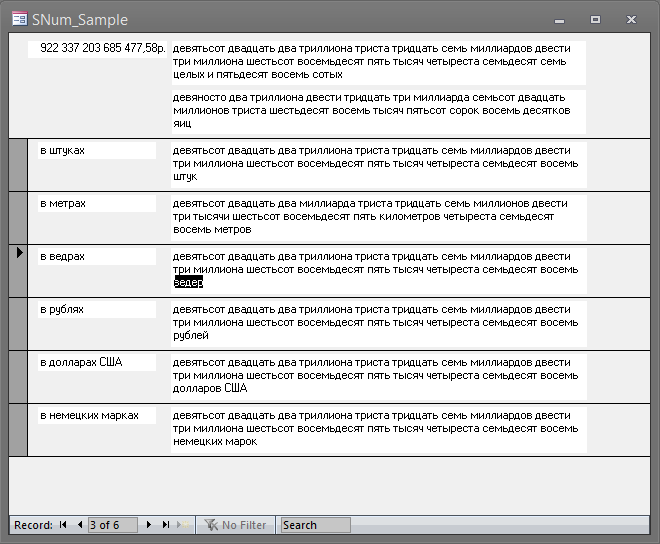 SNum_Sample
922 337 203 685 477,58р.
девятьсот двадцать два триллиона триста тридцать семь миллиардов двести
три миллиона шестьсот восемьдесят пять тысяч четыреста семьдесят семь
целых и пятьдесят восемь сотых
девяносто два триллиона двести тридцать три миллиарда семьсот двадцать
миллионов триста шестьдесят восемь тысяч пятьсот сорок восемь десятков
яиц
в штуках
девятьсот двадцать два триллиона триста тридцать семь миллиардов двести
три миллиона шестьсот восемьдесят пять тысяч четыреста семьдесят восемь
штук
в метрах
девятьсот двадцать два миллиарда триста тридцать семь миллионов двести
три тысячи шестьсот восемьдесят пять километров четыреста семьдесят
восемь метров
в ведрах
девятьсот двадцать два триллиона триста тридцать семь миллиардов двести
три миллиона шестьсот восемьдесят пять тысяч четыреста семьдесят восемь
ведер
в рублях
девятьсот двадцать два триллиона триста тридцать семь миллиардов двести
три миллиона шестьсот восемьдесят пять тысяч четыреста семьдесят восемь
рублей
в долларах США
девятьсот двадцать два триллиона триста тридцать семь миллиардов двести
три миллиона шестьсот восемьдесят пять тысяч четыреста семьдесят восемь
долларов США
в немецких марках
девятьсот двадцать два триллиона триста тридцать семь миллиардов двести
три миллиона шестьсот восемьдесят пять тысяч четыреста семьдесят восемь
немецких марок
Record: 3 of 6 No Filter Search